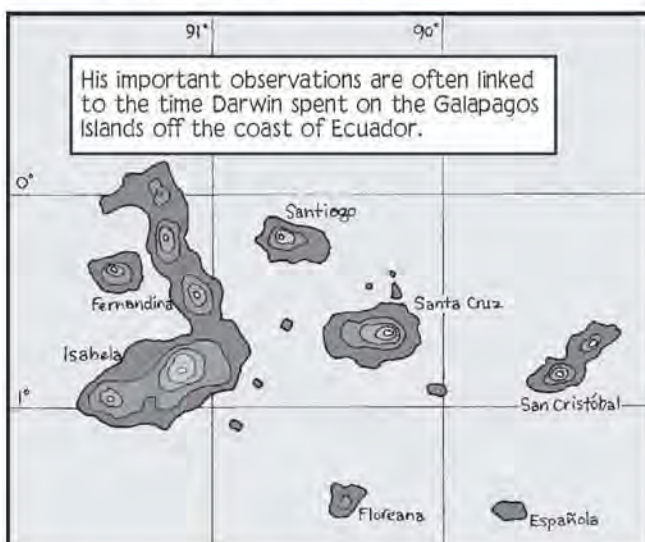 91°
90°
His important observations are often linked
to the time Darwin spent on the Galapagos
Islands off the coast of Ecuador.
0°
Santiago
Fernandina
Santa Cruz
Isabela
1°
San Cristóbal
Floreana
Española